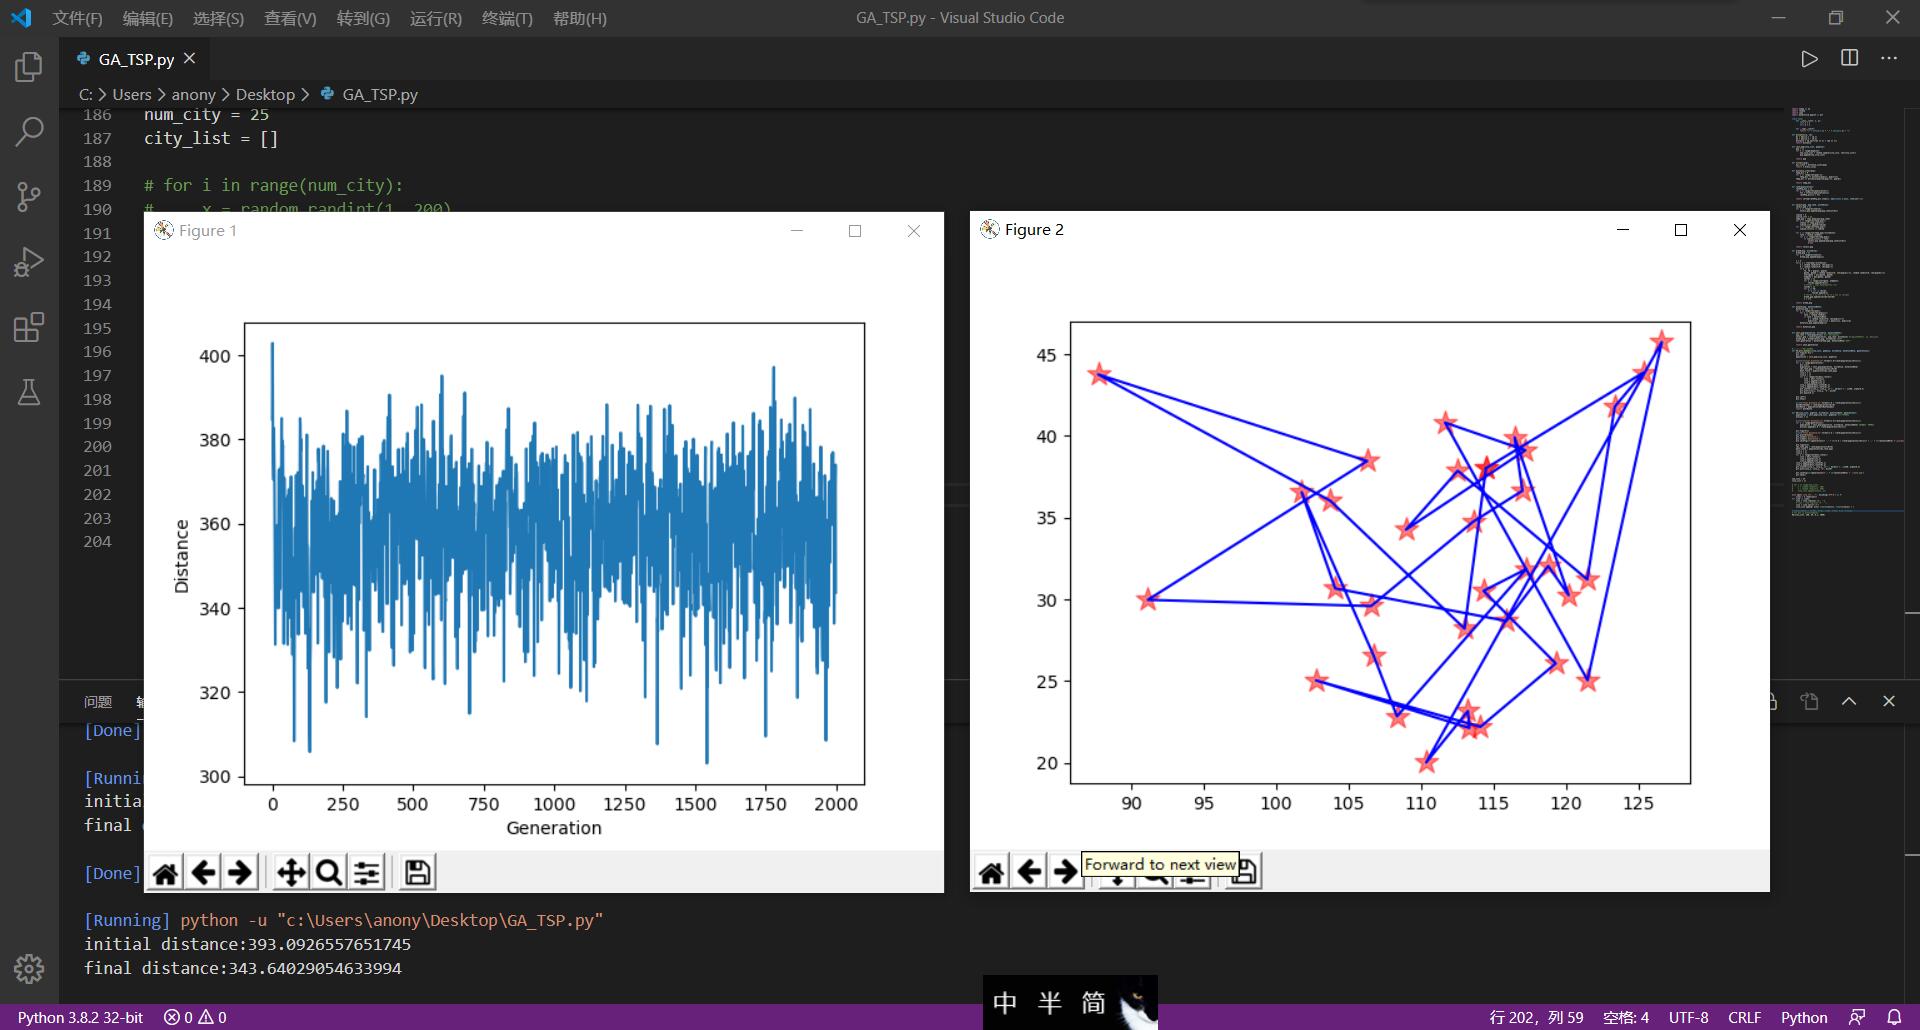 文件(F) 编辑(E) 选择(S) 查看(V) 转到(G) 运行(R) 终端(T) 帮助(H)
GA_TSP.py - Visual Studio Code
GA_TSP.py
C: > Users > anony > Desktop > GA_TSP.py
186 num_city = 25
187 city_list = []
188
189 # for i in range(num_city):
190 # x = random.randint(1, 200)
191
192
193
194
195
196
197
198
199
200
201
202
203
204
Figure 1
400
380
360
340
320
300
Distance
0 250 500 750 1000 1250 1500 1750 2000
Generation
Figure 2
45
40
35
30
25
20
90 95 100 105 110 115 120 125
Forward to next view
问题
[Done]
[Runni
initia
final
[Done]
[Running] python -u "c:\Users\anony\Desktop\GA_TSP.py"
initial distance:393.0926557651745
final distance:343.64029054633994
中 半 简
Python 3.8.2 32-bit 0 0
行 202，列 59 空格: 4 UTF-8 CRLF Python